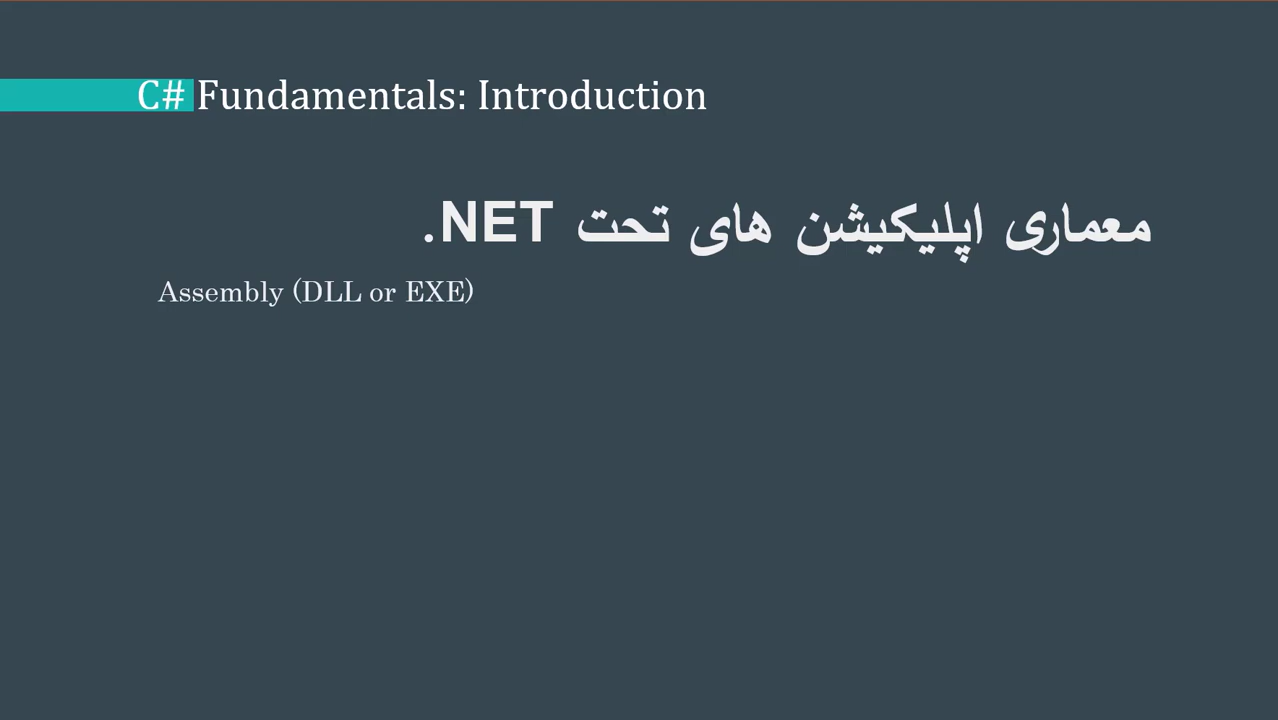 C# Fundamentals: Introduction
معماری اپلیکیشن های تحت .NET
Assembly (DLL or EXE)